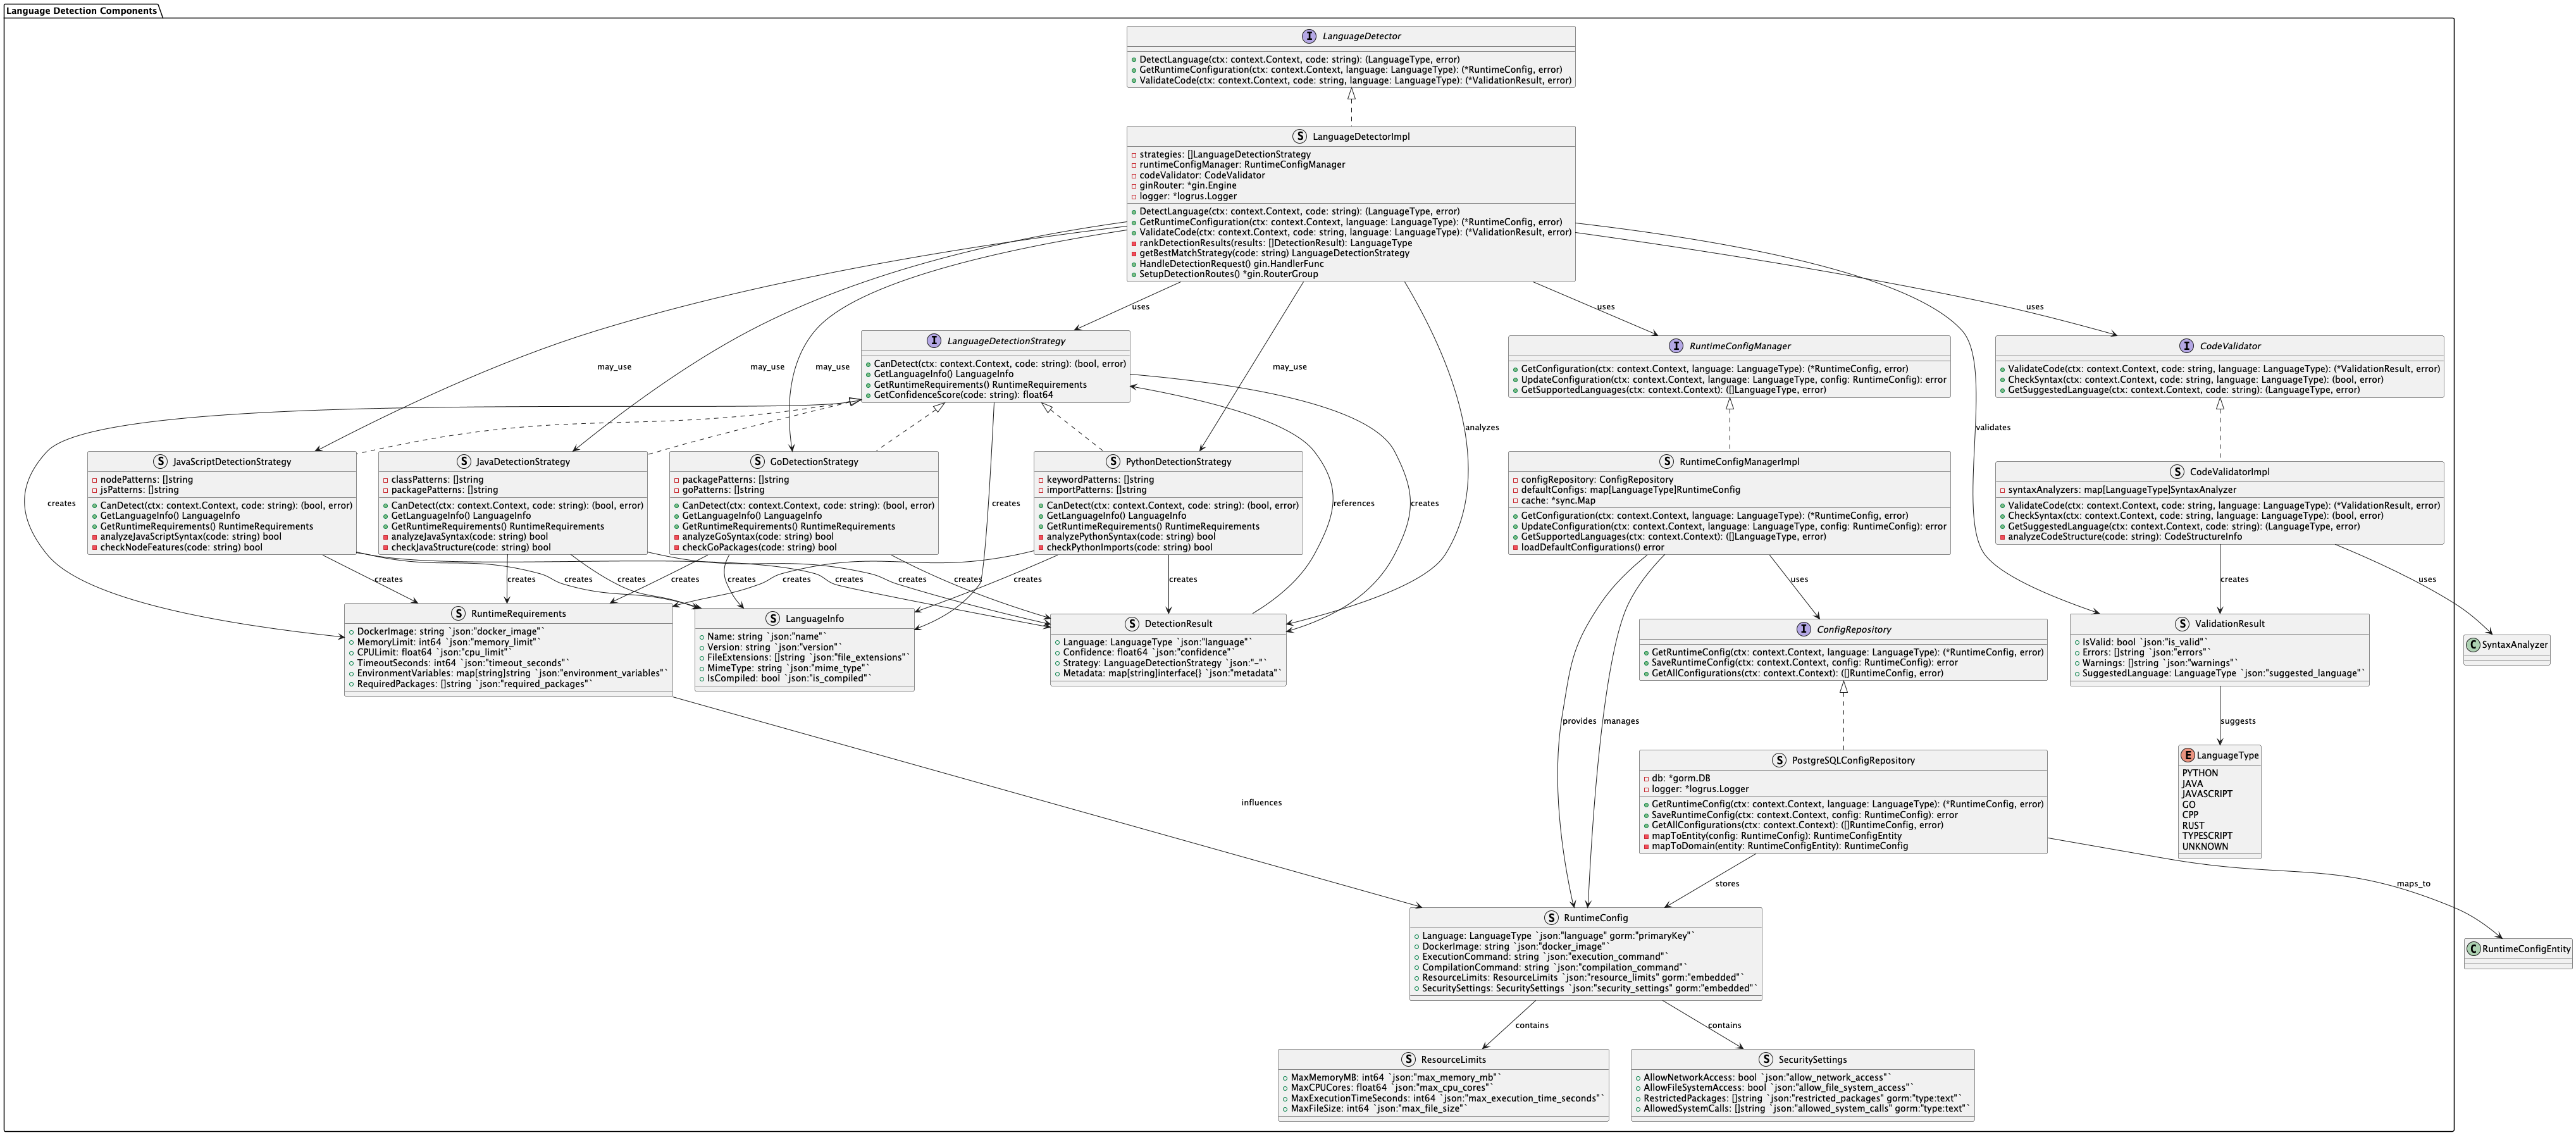 Language Detection Components
I LanguageDetector
DetectLanguage(ctx: context.Context, code: string): (LanguageType, error)
GetRuntimeConfiguration(ctx: context.Context, language: LanguageType): (*RuntimeConfig, error)
ValidateCode(ctx: context.Context, code: string, language: LanguageType): (*ValidationResult, error)
S LanguageDetectorImpl
strategies: []LanguageDetectionStrategy
runtimeConfigManager: RuntimeConfigManager
codeValidator: CodeValidator
ginRouter: *gin.Engine
logger: *logrus.Logger
DetectLanguage(ctx: context.Context, code: string): (LanguageType, error)
GetRuntimeConfiguration(ctx: context.Context, language: LanguageType): (*RuntimeConfig, error)
ValidateCode(ctx: context.Context, code: string, language: LanguageType): (*ValidationResult, error)
rankDetectionResults(results: []DetectionResult): LanguageType
getBestMatchStrategy(code: string) LanguageDetectionStrategy
HandleDetectionRequest() gin.HandlerFunc
SetupDetectionRoutes() *gin.RouterGroup
uses
uses
uses
I LanguageDetectionStrategy
CanDetect(ctx: context.Context, code: string): (bool, error)
GetLanguageInfo() LanguageInfo
GetRuntimeRequirements() RuntimeRequirements
GetConfidenceScore(code: string): float64
I RuntimeConfigManager
GetConfiguration(ctx: context.Context, language: LanguageType): (*RuntimeConfig, error)
UpdateConfiguration(ctx: context.Context, language: LanguageType, config: RuntimeConfig): error
GetSupportedLanguages(ctx: context.Context): ([]LanguageType, error)
I CodeValidator
ValidateCode(ctx: context.Context, code: string, language: LanguageType): (*ValidationResult, error)
CheckSyntax(ctx: context.Context, code: string, language: LanguageType): (bool, error)
GetSuggestedLanguage(ctx: context.Context, code: string): (LanguageType, error)
may_use
may_use
may_use
may_use
analyzes
validates
S JavaScriptDetectionStrategy
nodePatterns: []string
jsPatterns: []string
CanDetect(ctx: context.Context, code: string): (bool, error)
GetLanguageInfo() LanguageInfo
GetRuntimeRequirements() RuntimeRequirements
analyzeJavaScriptSyntax(code: string) bool
checkNodeFeatures(code: string) bool
S JavaDetectionStrategy
classPatterns: []string
packagePatterns: []string
CanDetect(ctx: context.Context, code: string): (bool, error)
GetLanguageInfo() LanguageInfo
GetRuntimeRequirements() RuntimeRequirements
analyzeJavaSyntax(code: string) bool
checkJavaStructure(code: string) bool
S GoDetectionStrategy
packagePatterns: []string
goPatterns: []string
CanDetect(ctx: context.Context, code: string): (bool, error)
GetLanguageInfo() LanguageInfo
GetRuntimeRequirements() RuntimeRequirements
analyzeGoSyntax(code: string) bool
checkGoPackages(code: string) bool
S PythonDetectionStrategy
keywordPatterns: []string
importPatterns: []string
CanDetect(ctx: context.Context, code: string): (bool, error)
GetLanguageInfo() LanguageInfo
GetRuntimeRequirements() RuntimeRequirements
analyzePythonSyntax(code: string) bool
checkPythonImports(code: string) bool
S RuntimeConfigManagerImpl
configRepository: ConfigRepository
defaultConfigs: map[LanguageType]RuntimeConfig
cache: *sync.Map
GetConfiguration(ctx: context.Context, language: LanguageType): (*RuntimeConfig, error)
UpdateConfiguration(ctx: context.Context, language: LanguageType, config: RuntimeConfig): error
GetSupportedLanguages(ctx: context.Context): ([]LanguageType, error)
loadDefaultConfigurations() error
S CodeValidatorImpl
syntaxAnalyzers: map[LanguageType]SyntaxAnalyzer
ValidateCode(ctx: context.Context, code: string, language: LanguageType): (*ValidationResult, error)
CheckSyntax(ctx: context.Context, code: string, language: LanguageType): (bool, error)
GetSuggestedLanguage(ctx: context.Context, code: string): (LanguageType, error)
analyzeCodeStructure(code: string): CodeStructureInfo
creates
creates
references
creates
creates
creates
creates
creates
creates
creates
creates
creates
creates
creates
creates
uses
creates
uses
S RuntimeRequirements
DockerImage: string `json:"docker_image"`
MemoryLimit: int64 `json:"memory_limit"`
CPULimit: float64 `json:"cpu_limit"`
TimeoutSeconds: int64 `json:"timeout_seconds"`
EnvironmentVariables: map[string]string `json:"environment_variables"`
RequiredPackages: []string `json:"required_packages"`
S LanguageInfo
Name: string `json:"name"`
Version: string `json:"version"`
FileExtensions: []string `json:"file_extensions"`
MimeType: string `json:"mime_type"`
IsCompiled: bool `json:"is_compiled"`
S DetectionResult
Language: LanguageType `json:"language"`
Confidence: float64 `json:"confidence"`
Strategy: LanguageDetectionStrategy `json:"-"`
Metadata: map[string]interface{} `json:"metadata"`
I ConfigRepository
GetRuntimeConfig(ctx: context.Context, language: LanguageType): (*RuntimeConfig, error)
SaveRuntimeConfig(ctx: context.Context, config: RuntimeConfig): error
GetAllConfigurations(ctx: context.Context): ([]RuntimeConfig, error)
S ValidationResult
IsValid: bool `json:"is_valid"`
Errors: []string `json:"errors"`
Warnings: []string `json:"warnings"`
SuggestedLanguage: LanguageType `json:"suggested_language"`
C SyntaxAnalyzer
provides
manages
suggests
S PostgreSQLConfigRepository
db: *gorm.DB
logger: *logrus.Logger
GetRuntimeConfig(ctx: context.Context, language: LanguageType): (*RuntimeConfig, error)
SaveRuntimeConfig(ctx: context.Context, config: RuntimeConfig): error
GetAllConfigurations(ctx: context.Context): ([]RuntimeConfig, error)
mapToEntity(config: RuntimeConfig): RuntimeConfigEntity
mapToDomain(entity: RuntimeConfigEntity): RuntimeConfig
E LanguageType
PYTHON
JAVA
JAVASCRIPT
GO
CPP
RUST
TYPESCRIPT
UNKNOWN
influences
stores
maps_to
S RuntimeConfig
Language: LanguageType `json:"language" gorm:"primaryKey"`
DockerImage: string `json:"docker_image"`
ExecutionCommand: string `json:"execution_command"`
CompilationCommand: string `json:"compilation_command"`
ResourceLimits: ResourceLimits `json:"resource_limits" gorm:"embedded"`
SecuritySettings: SecuritySettings `json:"security_settings" gorm:"embedded"`
C RuntimeConfigEntity
contains
contains
S ResourceLimits
MaxMemoryMB: int64 `json:"max_memory_mb"`
MaxCPUCores: float64 `json:"max_cpu_cores"`
MaxExecutionTimeSeconds: int64 `json:"max_execution_time_seconds"`
MaxFileSize: int64 `json:"max_file_size"`
S SecuritySettings
AllowNetworkAccess: bool `json:"allow_network_access"`
AllowFileSystemAccess: bool `json:"allow_file_system_access"`
RestrictedPackages: []string `json:"restricted_packages" gorm:"type:text"`
AllowedSystemCalls: []string `json:"allowed_system_calls" gorm:"type:text"`